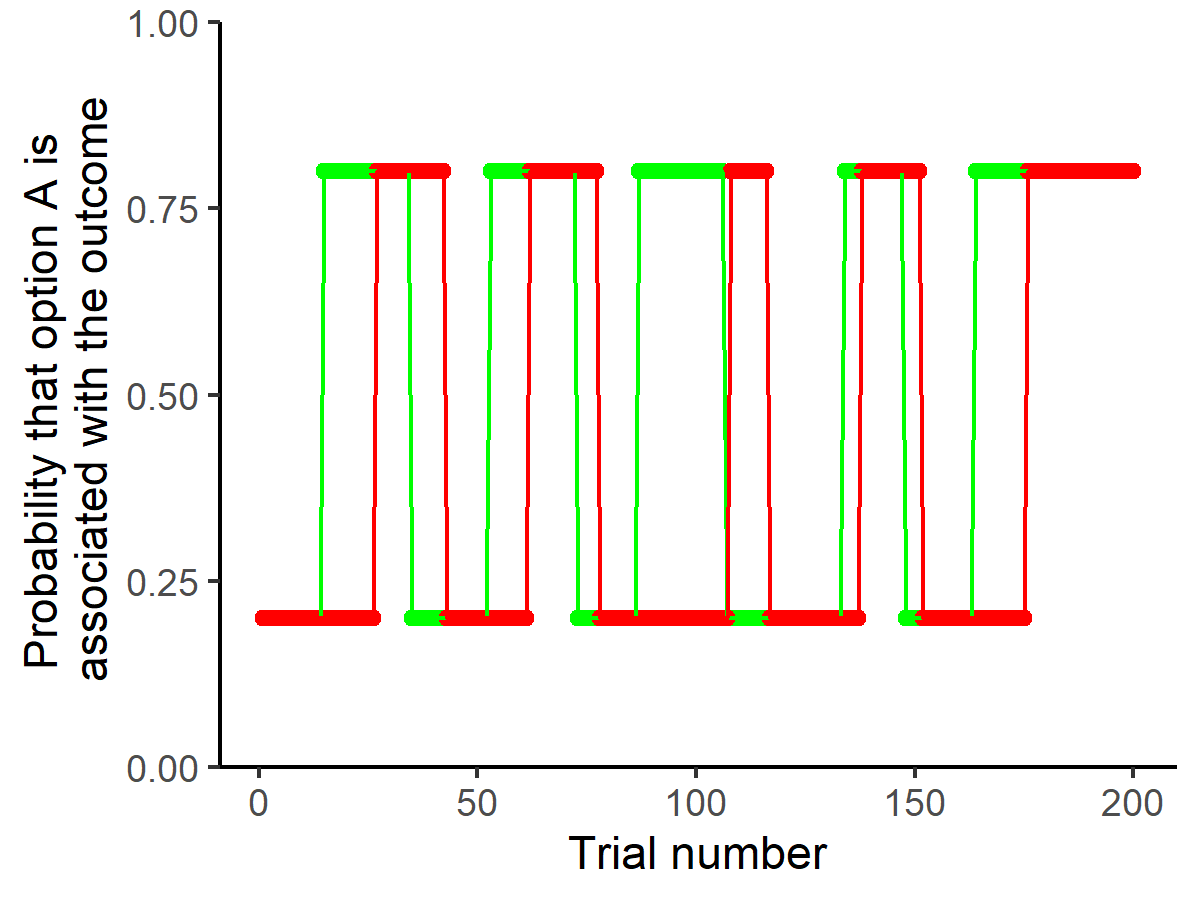 Probability that option A is
associated with the outcome
1.00
0.75
0.50
0.25
0.00
0 50 100 150 200
Trial number